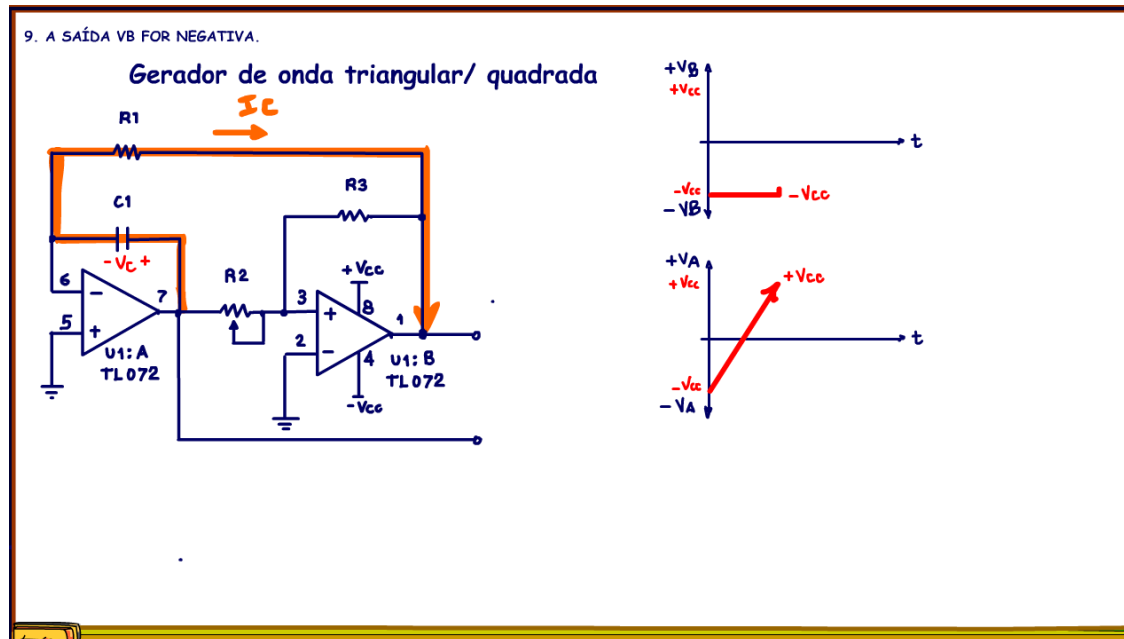 9. A SAÍDA VB FOR NEGATIVA.
Gerador de onda triangular/ quadrada
Ic
R1
R3
C1
- Vc +
6
-
7
5
+
U1:A
TL072
R2
3
+
2
-
+Vcc
8
1
4
-Vcc
U1:B
TL072
+VB
+Vcc
t
-Vcc
-VB
-Vcc
+VA
+Vcc
+Vcc
t
-Vcc
-VA